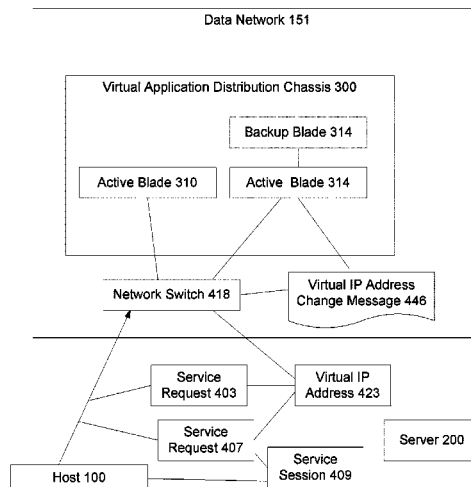 Data Network 151
Virtual Application Distribution Chassis 300
Backup Blade 314
Active Blade 310
Active Blade 314
Network Switch 418
Virtual IP Address
Change Message 446
Service
Request 403
Virtual IP
Address 423
Service
Request 407
Server 200
Service
Session 409
Host 100